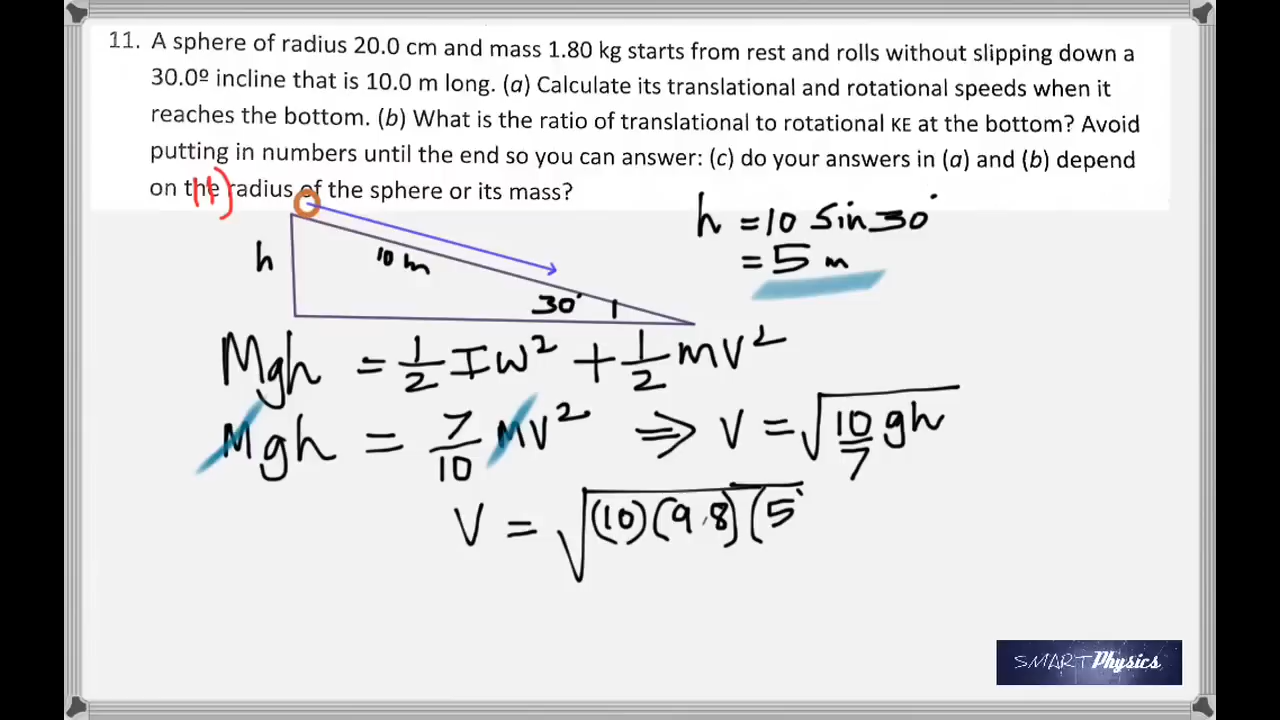 11. A sphere of radius 20.0 cm and mass 1.80 kg starts from rest and rolls without slipping down a
30.0º incline that is 10.0 m long. (a) Calculate its translational and rotational speeds when it
reaches the bottom. (b) What is the ratio of translational to rotational KE at the bottom? Avoid
putting in numbers until the end so you can answer: (c) do your answers in (a) and (b) depend
on the radius of the sphere or its mass?
11)
h = 10 Sin 30°
= 5 m
h
10 m
30°
Mgh = 1/2 Iω² + 1/2 MV²
Mgh = 7/10 MV² ⇒ V = √(10/7 gh)
V = √(10)(9.8)(5
SMART Physics